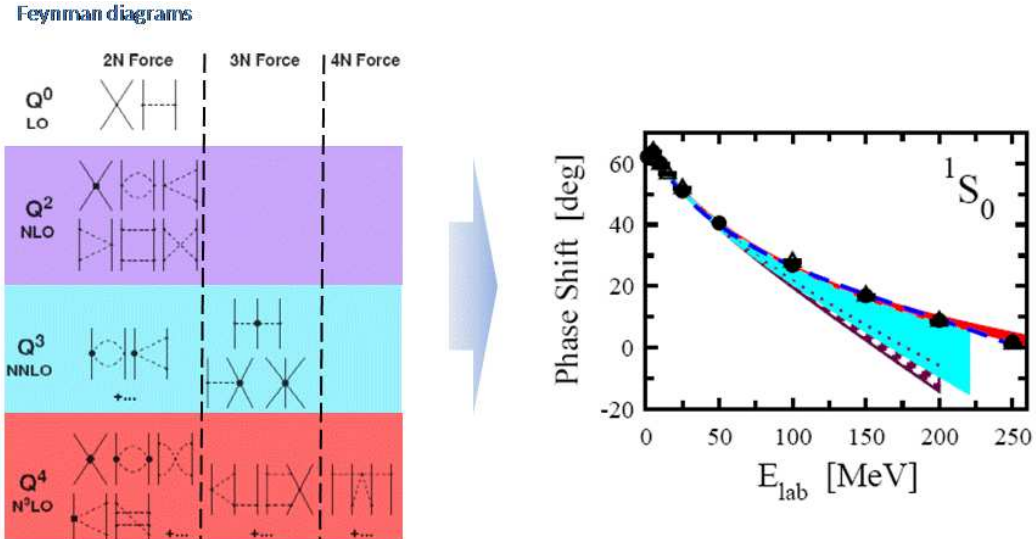 Feynman diagrams
2N Force 3N Force 4N Force
Q⁰
LO
Q²
NLO
Q³
NNLO
+...
Q⁴
N³LO
+... +... +...
¹S₀
Phase Shift [deg]
60
40
20
0
-20
0 50 100 150 200 250
E_lab [MeV]